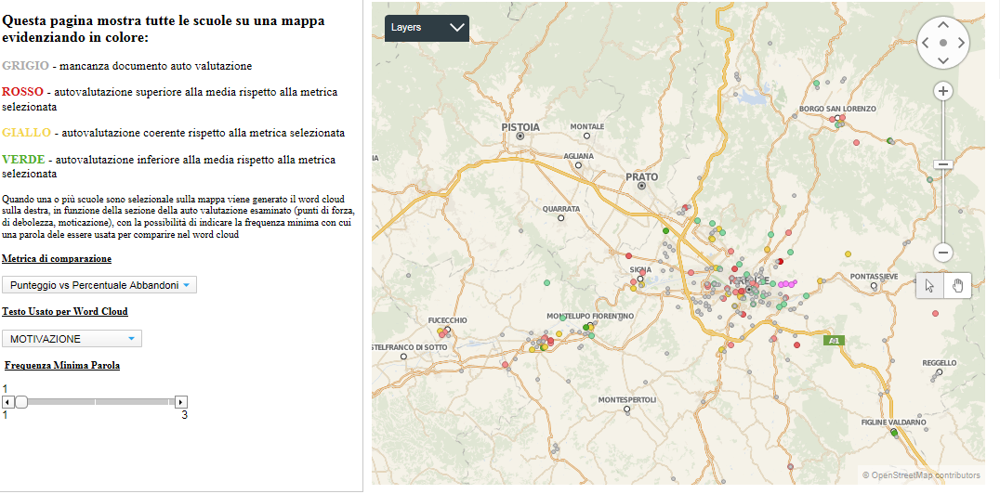 Questa pagina mostra tutte le scuole su una mappa
evidenziando in colore:
GRIGIO - mancanza documento auto valutazione
ROSSO - autovalutazione superiore alla media rispetto alla metrica
selezionata
GIALLO - autovalutazione coerente rispetto alla metrica selezionata
VERDE - autovalutazione inferiore alla media rispetto alla metrica
selezionata
Quando una o più scuole sono selezionale sulla mappa viene generato il word cloud
sulla destra, in funzione della sezione della auto valutazione esaminato (punti di forza,
di debolezza, moticazione), con la possibilità di indicare la frequenza minima con cui
una parola dele essere usata per comparire nel word cloud
Metrica di comparazione
Punteggio vs Percentuale Abbandoni
Testo Usato per Word Cloud
MOTIVAZIONE
Frequenza Minima Parola
1
1 3
Layers
BORGO SAN LORENZO
PISTOIA
MONTALE
AGLIANA
PRATO
QUARRATA
SIGNA
PONTASSIEVE
FUCECCHIO
MONTELUPO FIORENTINO
STELFRANCO DI SOTTO
A1
REGGELLO
MONTESPERTOLI
FIGLINE VALDARNO
© OpenStreetMap contributors